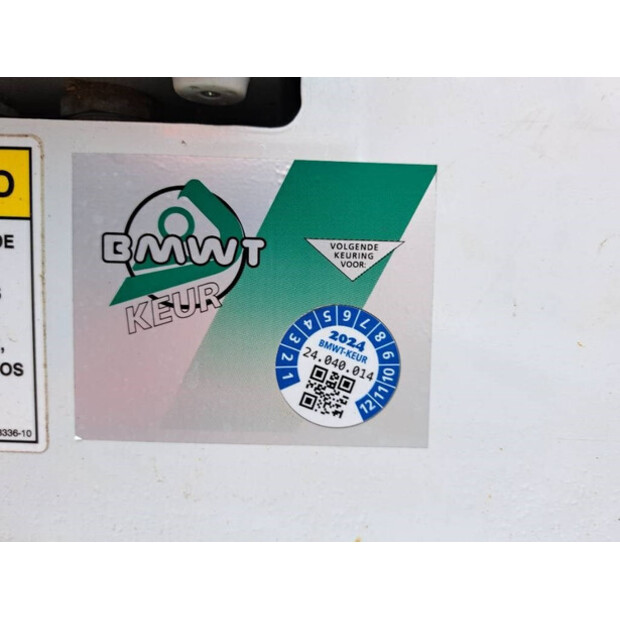 O
DE
,
OS
3336-10
BMWT
KEUR
VOLGENDE
KEURING
VOOR:
1 2 3 4 5 6 7 8 9 10 11 12
2024
BMWT-KEUR
24.040.014